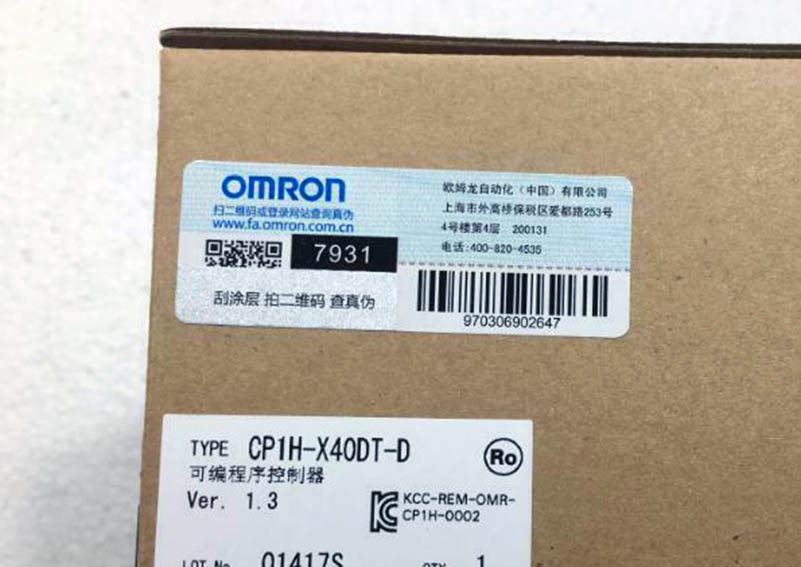 OMRON
扫二维码或登录网站查询真伪
www.fa.omron.com.cn
7931
刮涂层 拍二维码 查真伪
欧姆龙自动化（中国）有限公司
上海市外高桥保税区爱都路253号
4号楼第4层 200131
电话:400-820-4535
970306902647
TYPE CP1H-X40DT-D
可编程序控制器
Ver. 1.3
Ro
KCC-REM-OMR-
CP1H-0002
LOT No. 01417S QTY 1